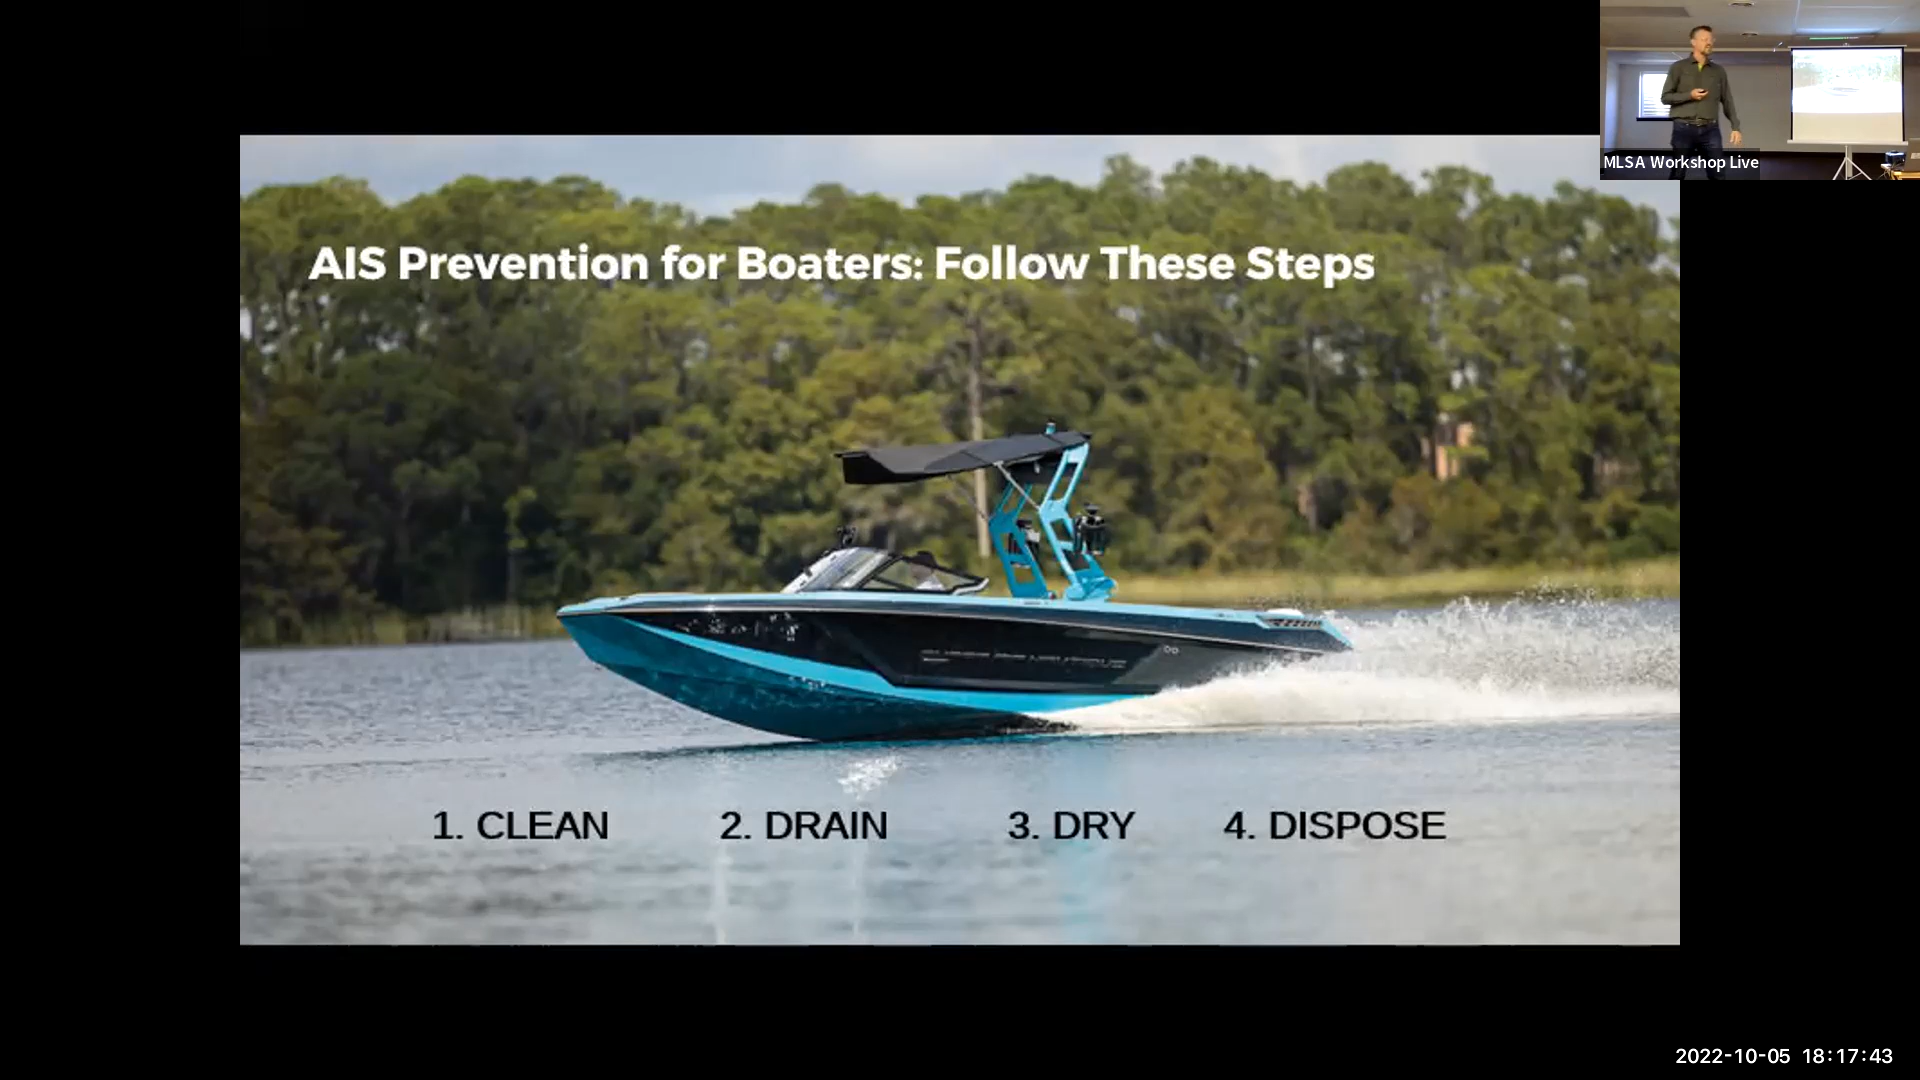 MLSA Workshop Live
AIS Prevention for Boaters: Follow These Steps
1. CLEAN 2. DRAIN 3. DRY 4. DISPOSE
2022-10-05 18:17:43